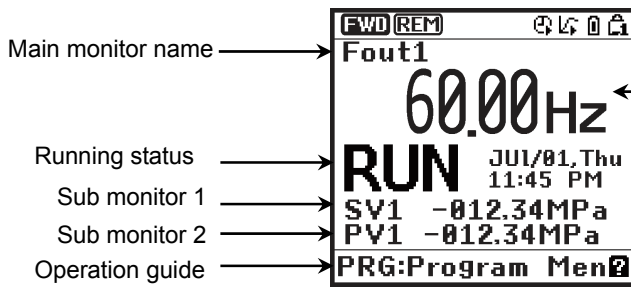 FWD REM
Main monitor name
Fout1
60.00Hz
Running status
RUN
JUl/01,Thu
11:45 PM
Sub monitor 1
SV1 -012.34MPa
Sub monitor 2
PV1 -012.34MPa
Operation guide
PRG:Program Men?